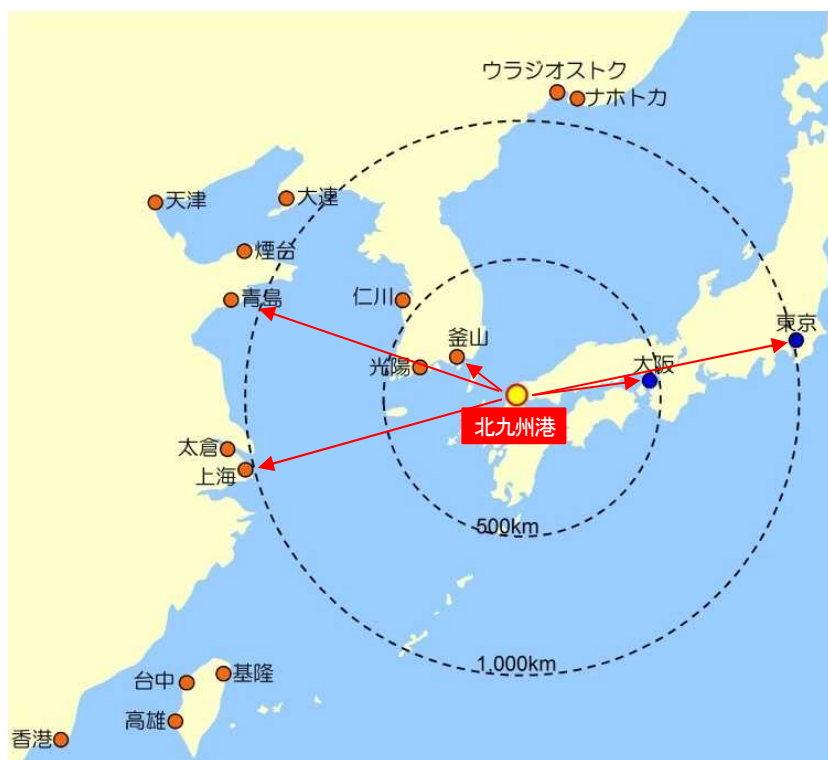 ウラジオストク
ナホトカ
天津
大連
煙台
青島
仁川
釜山
光陽
東京
大阪
北九州港
太倉
上海
500km
1,000km
台中
基隆
高雄
香港